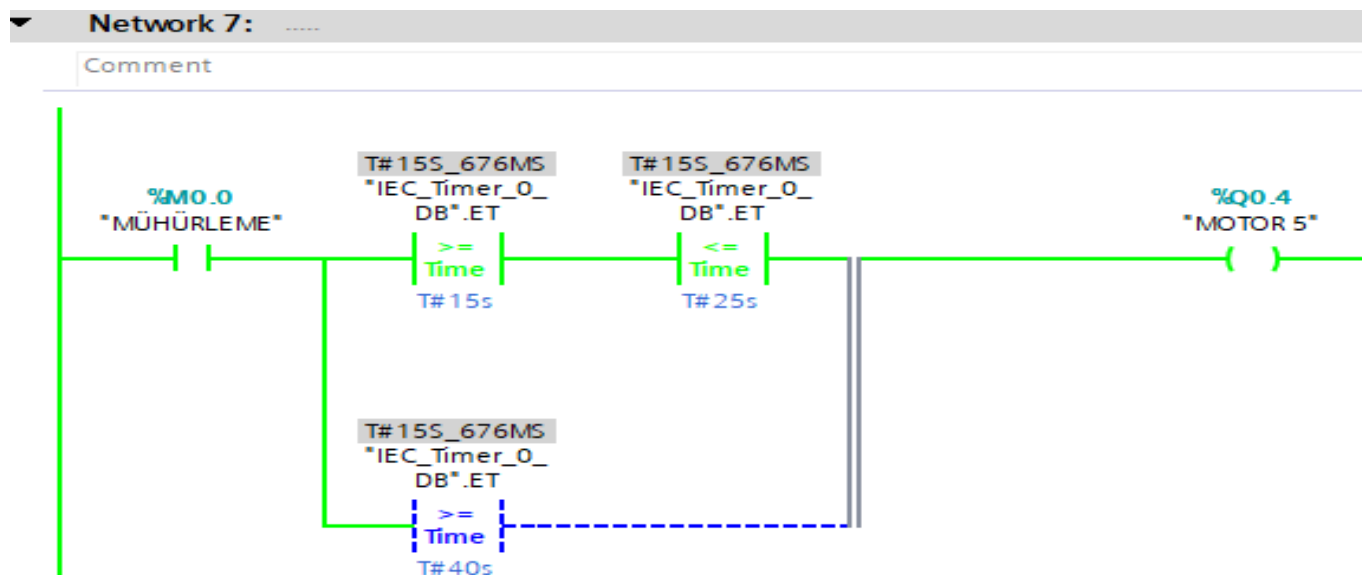 Network 7: .....
Comment
T#15S_676MS
"IEC_Timer_0_
DB".ET
T#15S_676MS
"IEC_Timer_0_
DB".ET
%M0.0
"MÜHÜRLEME"
%Q0.4
"MOTOR 5"
>=
Time
T#15s
<=
Time
T#25s
T#15S_676MS
"IEC_Timer_0_
DB".ET
>=
Time
T#40s